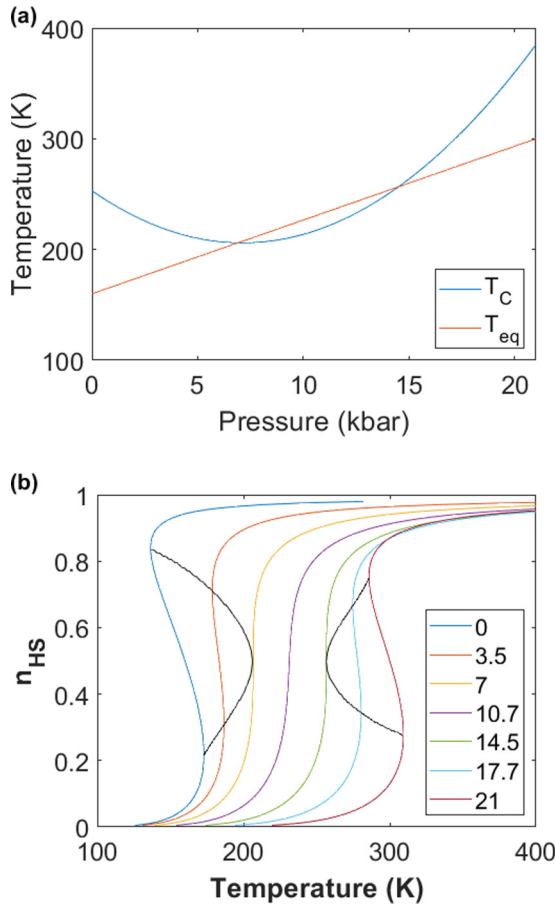 (a)
400
300
200
100
Temperature (K)
T_C
T_eq
0 5 10 15 20
Pressure (kbar)
(b)
1
0.8
0.6
0.4
0.2
0
n_HS
0
3.5
7
10.7
14.5
17.7
21
100 200 300 400
Temperature (K)